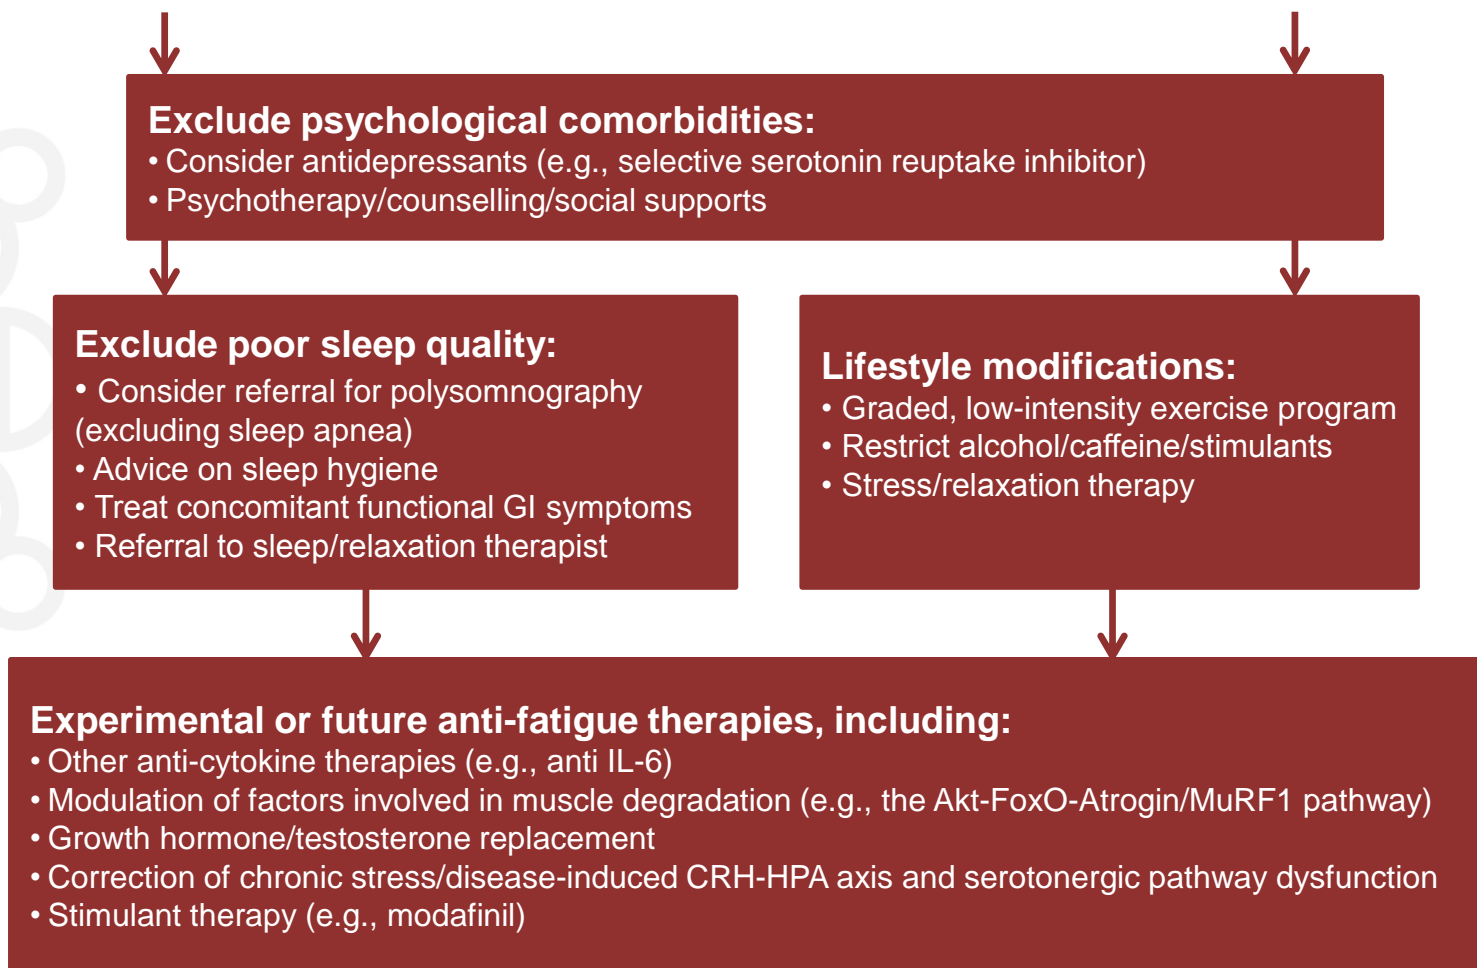 Exclude psychological comorbidities:
• Consider antidepressants (e.g., selective serotonin reuptake inhibitor)
• Psychotherapy/counselling/social supports
Exclude poor sleep quality:
• Consider referral for polysomnography
(excluding sleep apnea)
• Advice on sleep hygiene
• Treat concomitant functional GI symptoms
• Referral to sleep/relaxation therapist
Lifestyle modifications:
• Graded, low-intensity exercise program
• Restrict alcohol/caffeine/stimulants
• Stress/relaxation therapy
Experimental or future anti-fatigue therapies, including:
• Other anti-cytokine therapies (e.g., anti IL-6)
• Modulation of factors involved in muscle degradation (e.g., the Akt-FoxO-Atrogin/MuRF1 pathway)
• Growth hormone/testosterone replacement
• Correction of chronic stress/disease-induced CRH-HPA axis and serotonergic pathway dysfunction
• Stimulant therapy (e.g., modafinil)